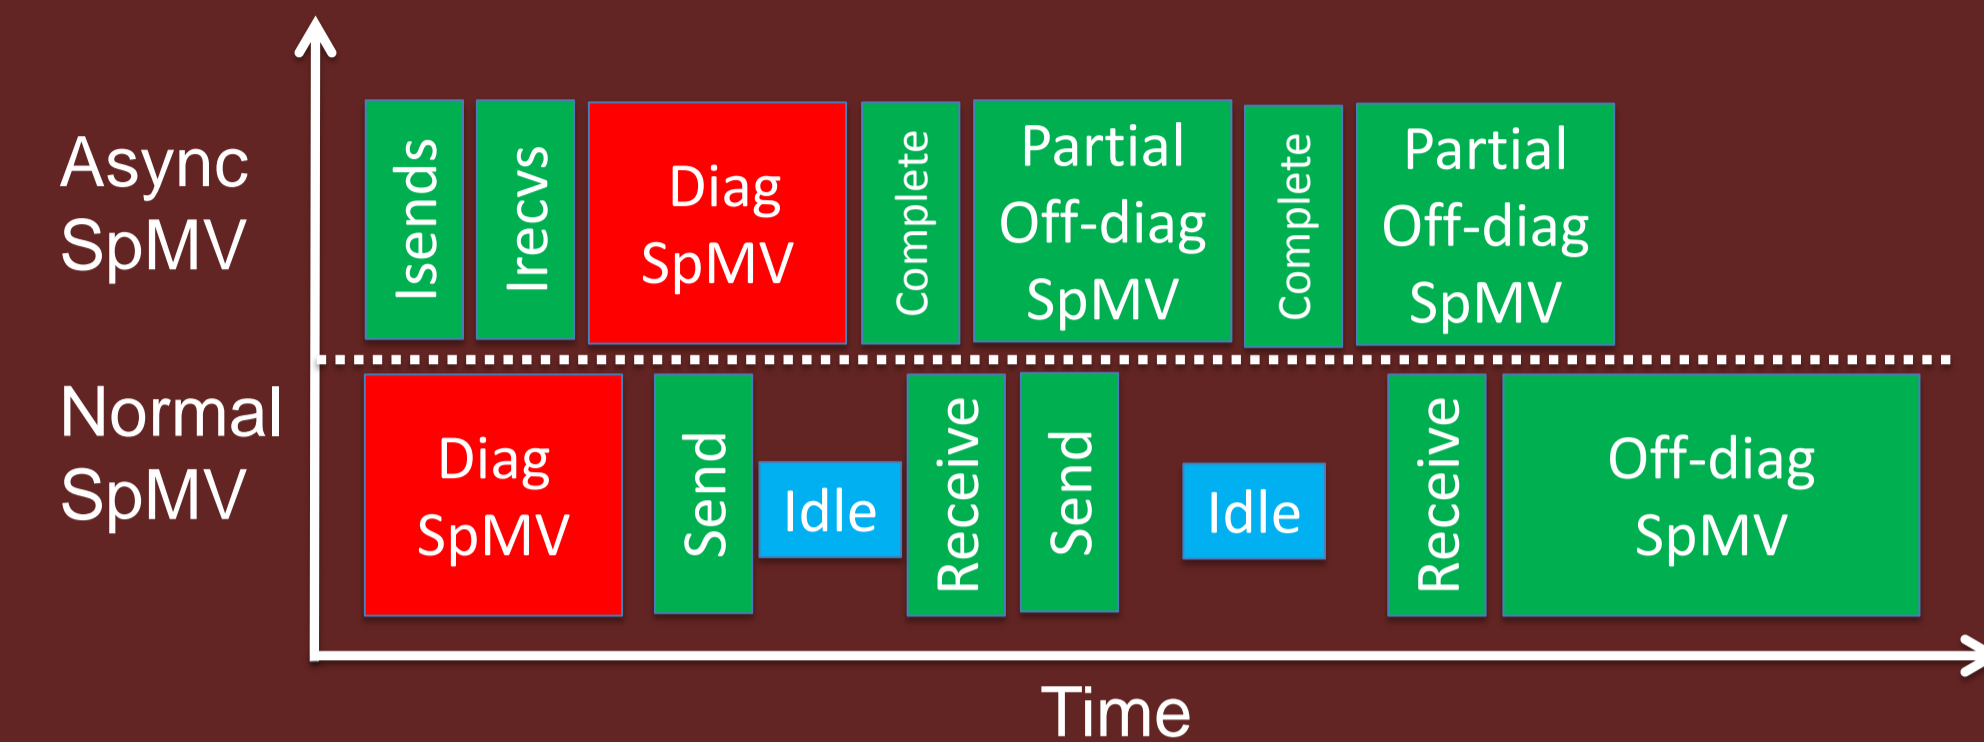 Async
SpMV
Isends
Irecvs
Diag
SpMV
Complete
Partial
Off-diag
SpMV
Complete
Partial
Off-diag
SpMV
Normal
SpMV
Diag
SpMV
Send
Idle
Receive
Send
Idle
Receive
Off-diag
SpMV
Time